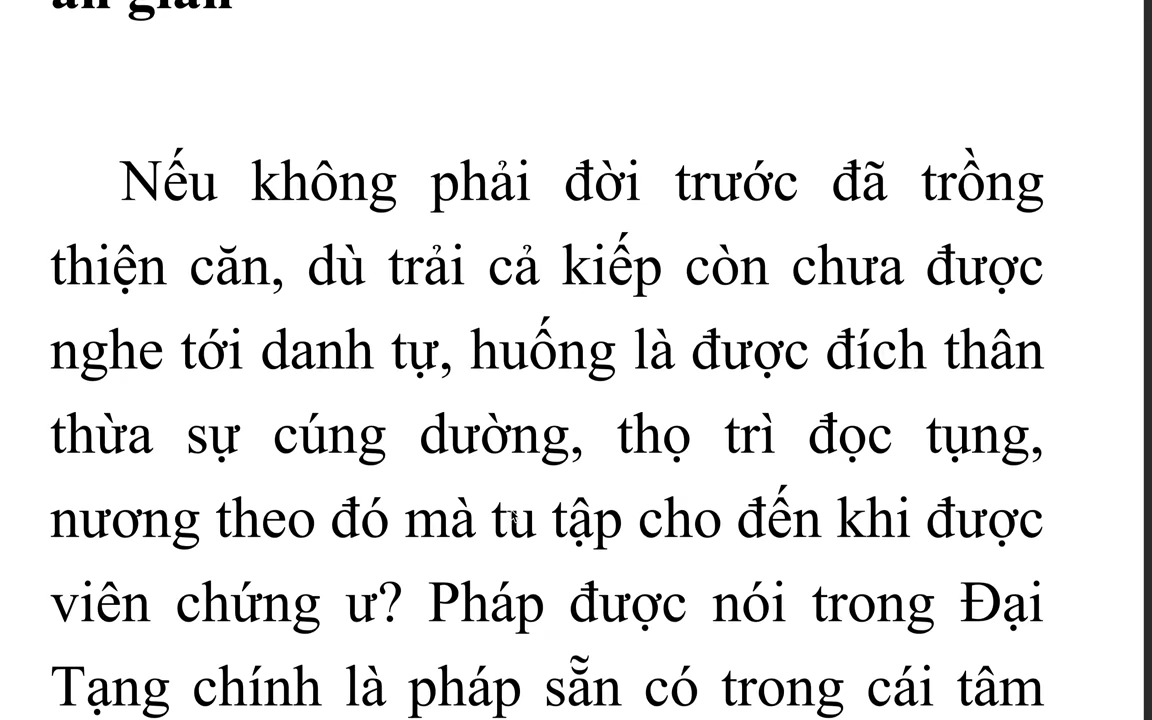 Nếu không phải đời trước đã trồng
thiện căn, dù trải cả kiếp còn chưa được
nghe tới danh tự, huống là được đích thân
thừa sự cúng dường, thọ trì đọc tụng,
nương theo đó mà tu tập cho đến khi được
viên chứng ư? Pháp được nói trong Đại
Tạng chính là pháp sẵn có trong cái tâm